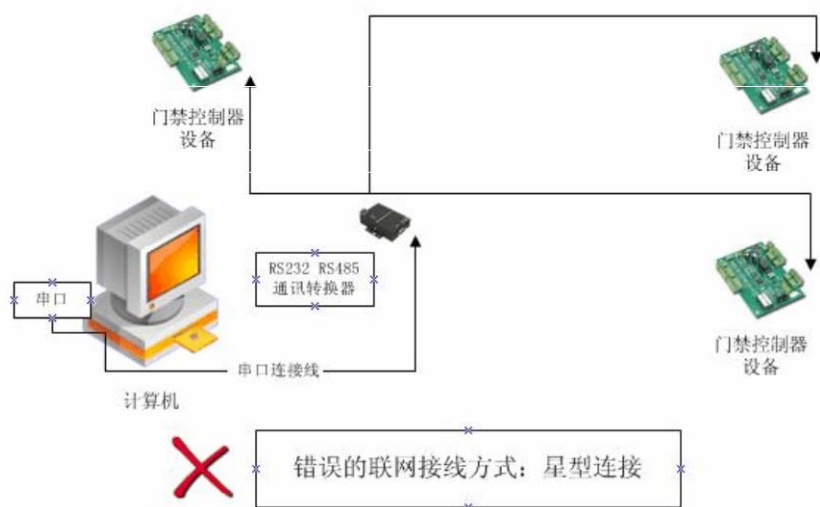 门禁控制器
设备
门禁控制器
设备
RS232 RS485
通讯转换器
串口
门禁控制器
设备
串口连接线
计算机
错误的联网接线方式：星型连接